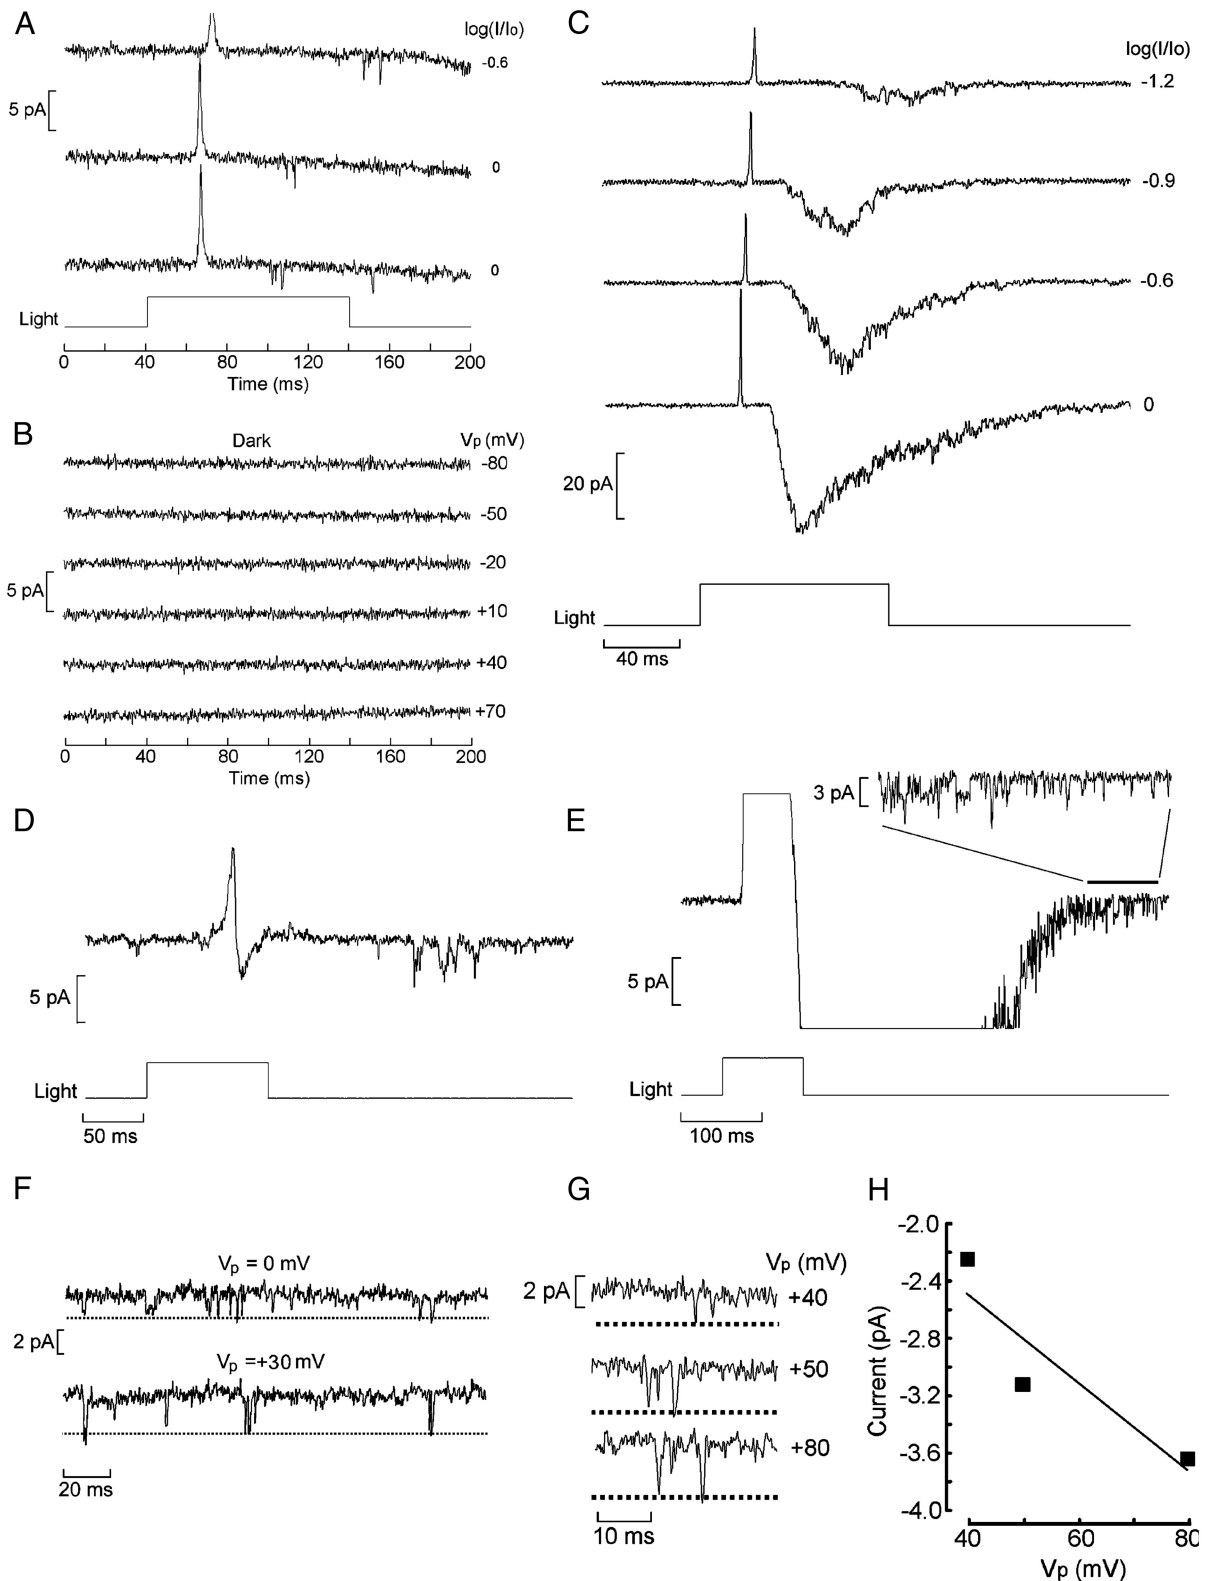 A
log(I/Io)
-0.6
5 pA
0
0
Light
0 40 80 120 160 200
Time (ms)
B
Dark
Vp (mV)
-80
-50
-20
5 pA
+10
+40
+70
0 40 80 120 160 200
Time (ms)
C
log(I/Io)
-1.2
-0.9
-0.6
0
20 pA
Light
40 ms
D
5 pA
Light
50 ms
E
3 pA
5 pA
Light
100 ms
F
Vp = 0 mV
2 pA
Vp =+30 mV
20 ms
G
Vp (mV)
2 pA
+40
+50
+80
10 ms
H
-2.0
-2.4
-2.8
-3.2
-3.6
-4.0
Current (pA)
40 60 80
Vp (mV)